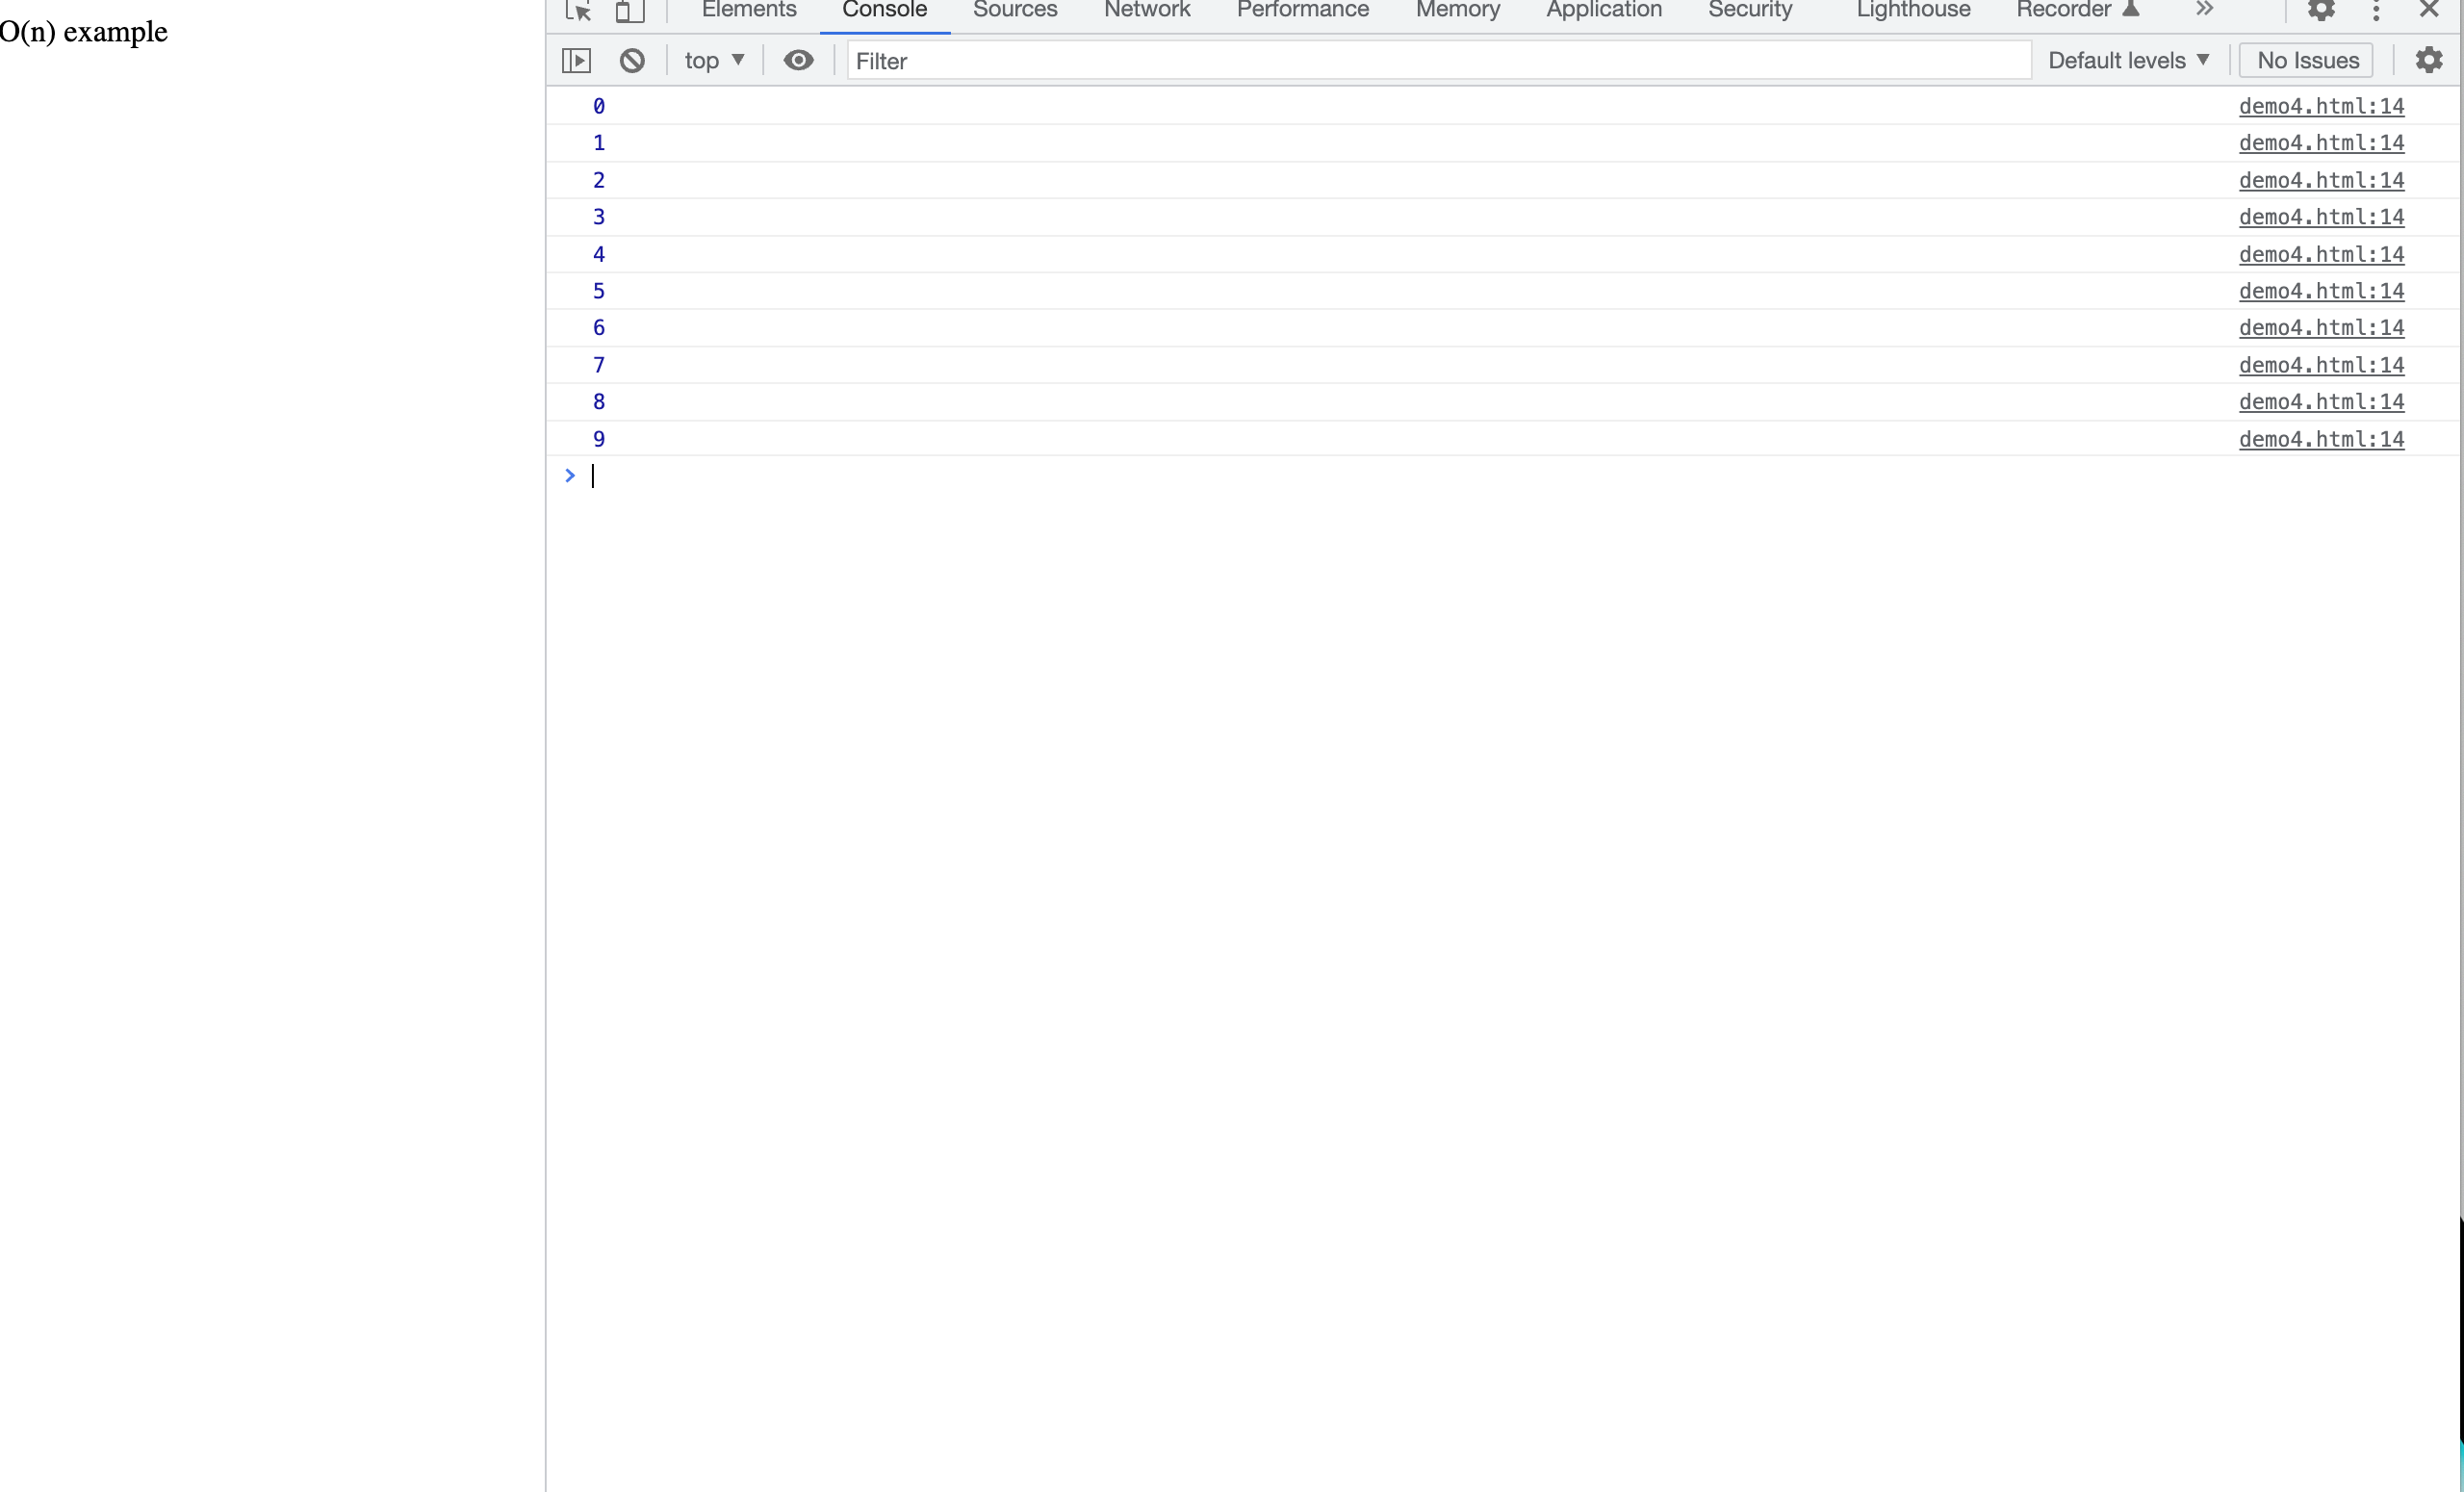 O(n) example
Elements Console Sources Network Performance Memory Application Security Lighthouse Recorder
top Filter Default levels No Issues
0 demo4.html:14
1 demo4.html:14
2 demo4.html:14
3 demo4.html:14
4 demo4.html:14
5 demo4.html:14
6 demo4.html:14
7 demo4.html:14
8 demo4.html:14
9 demo4.html:14